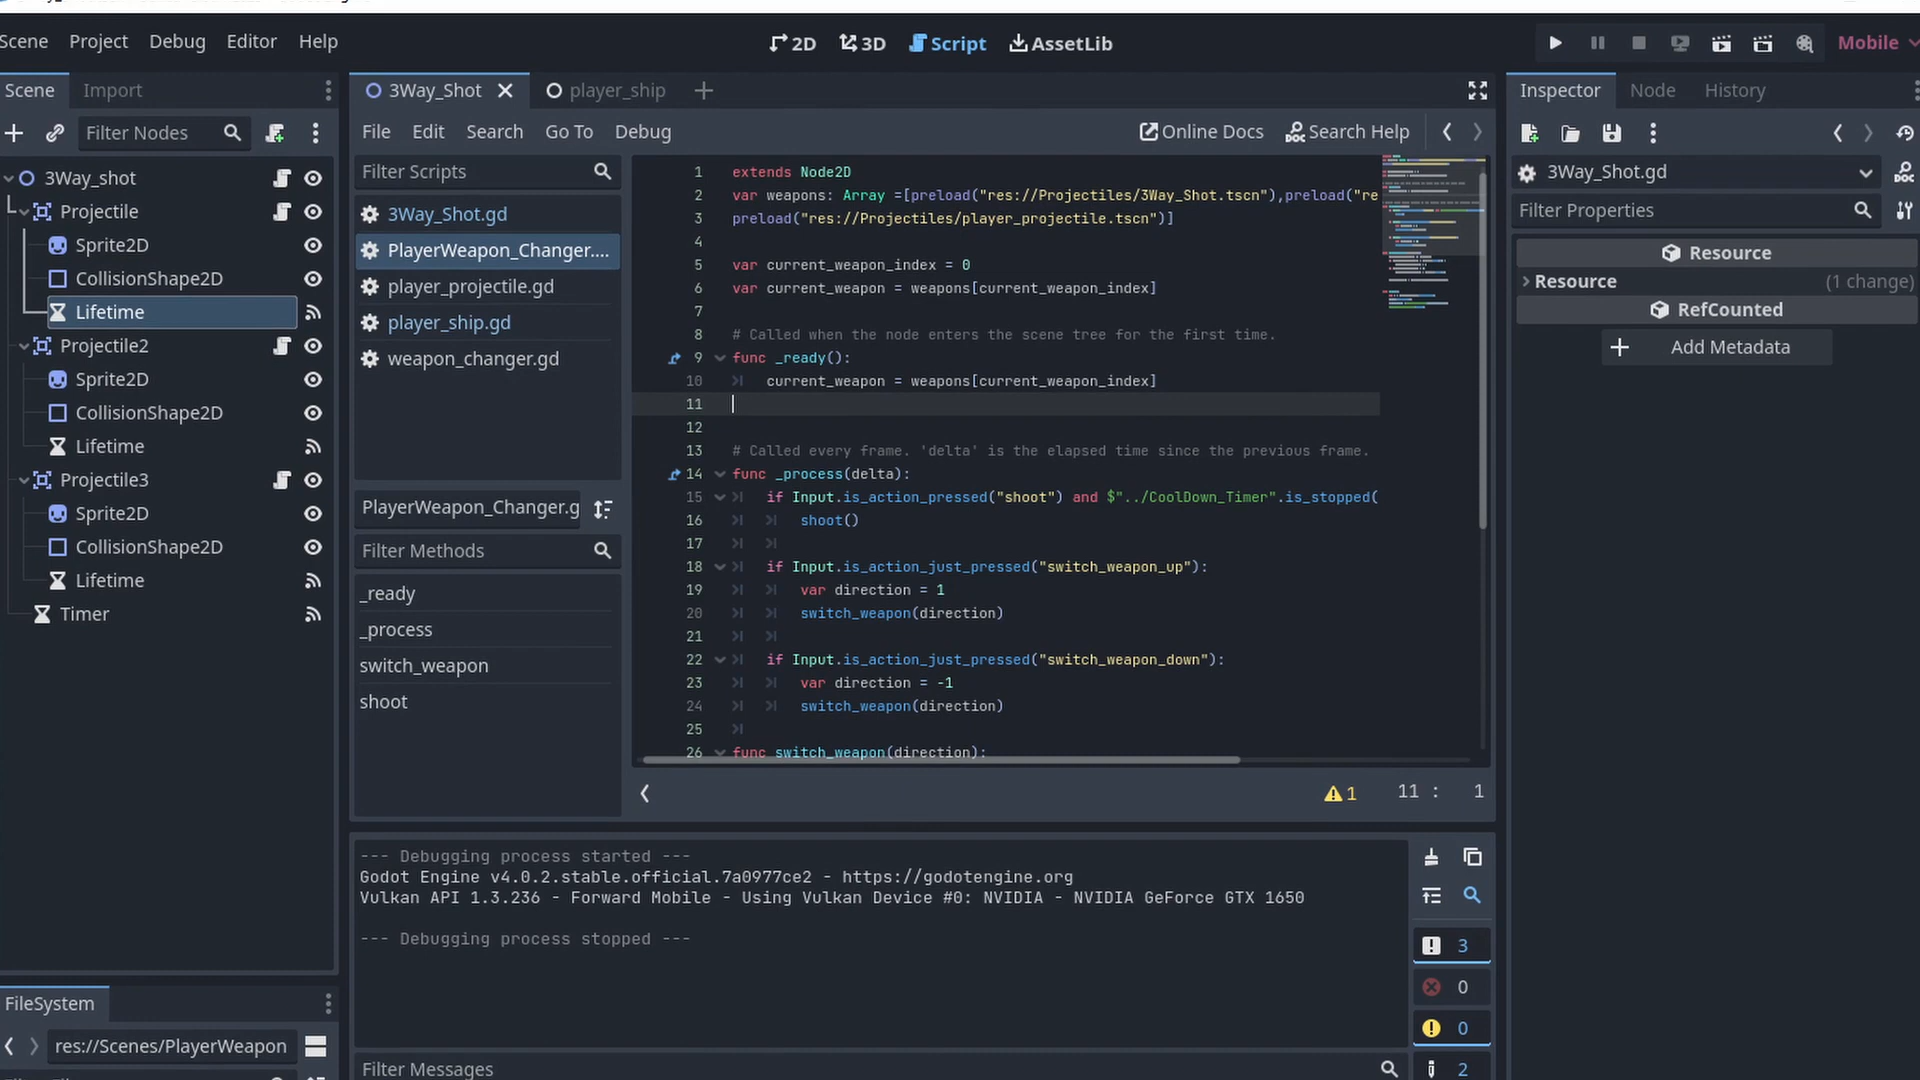 Scene Project Debug Editor Help
2D 3D Script AssetLib
Mobile
Scene Import
Filter Nodes
3Way_shot
Projectile
Sprite2D
CollisionShape2D
Lifetime
Projectile2
Sprite2D
CollisionShape2D
Lifetime
Projectile3
Sprite2D
CollisionShape2D
Lifetime
Timer
FileSystem
res://Scenes/PlayerWeapon
3Way_Shot player_ship
File Edit Search Go To Debug
Online Docs Search Help
Filter Scripts
3Way_Shot.gd
PlayerWeapon_Changer....
player_projectile.gd
player_ship.gd
weapon_changer.gd
PlayerWeapon_Changer.g
Filter Methods
_ready
_process
switch_weapon
shoot
1 extends Node2D
2 var weapons: Array =[preload("res://Projectiles/3Way_Shot.tscn"),preload("re
3 preload("res://Projectiles/player_projectile.tscn")]
4
5 var current_weapon_index = 0
6 var current_weapon = weapons[current_weapon_index]
7
8 # Called when the node enters the scene tree for the first time.
9 func _ready():
10 current_weapon = weapons[current_weapon_index]
11
12
13 # Called every frame. 'delta' is the elapsed time since the previous frame.
14 func _process(delta):
15 if Input.is_action_pressed("shoot") and $"../CoolDown_Timer".is_stopped(
16 shoot()
17
18 if Input.is_action_just_pressed("switch_weapon_up"):
19 var direction = 1
20 switch_weapon(direction)
21
22 if Input.is_action_just_pressed("switch_weapon_down"):
23 var direction = -1
24 switch_weapon(direction)
25
26 func switch_weapon(direction):
1 11 : 1
--- Debugging process started ---
Godot Engine v4.0.2.stable.official.7a0977ce2 - https://godotengine.org
Vulkan API 1.3.236 - Forward Mobile - Using Vulkan Device #0: NVIDIA - NVIDIA GeForce GTX 1650
--- Debugging process stopped ---
3
0
0
2
Filter Messages
Inspector Node History
3Way_Shot.gd
Filter Properties
Resource
Resource (1 change)
RefCounted
Add Metadata